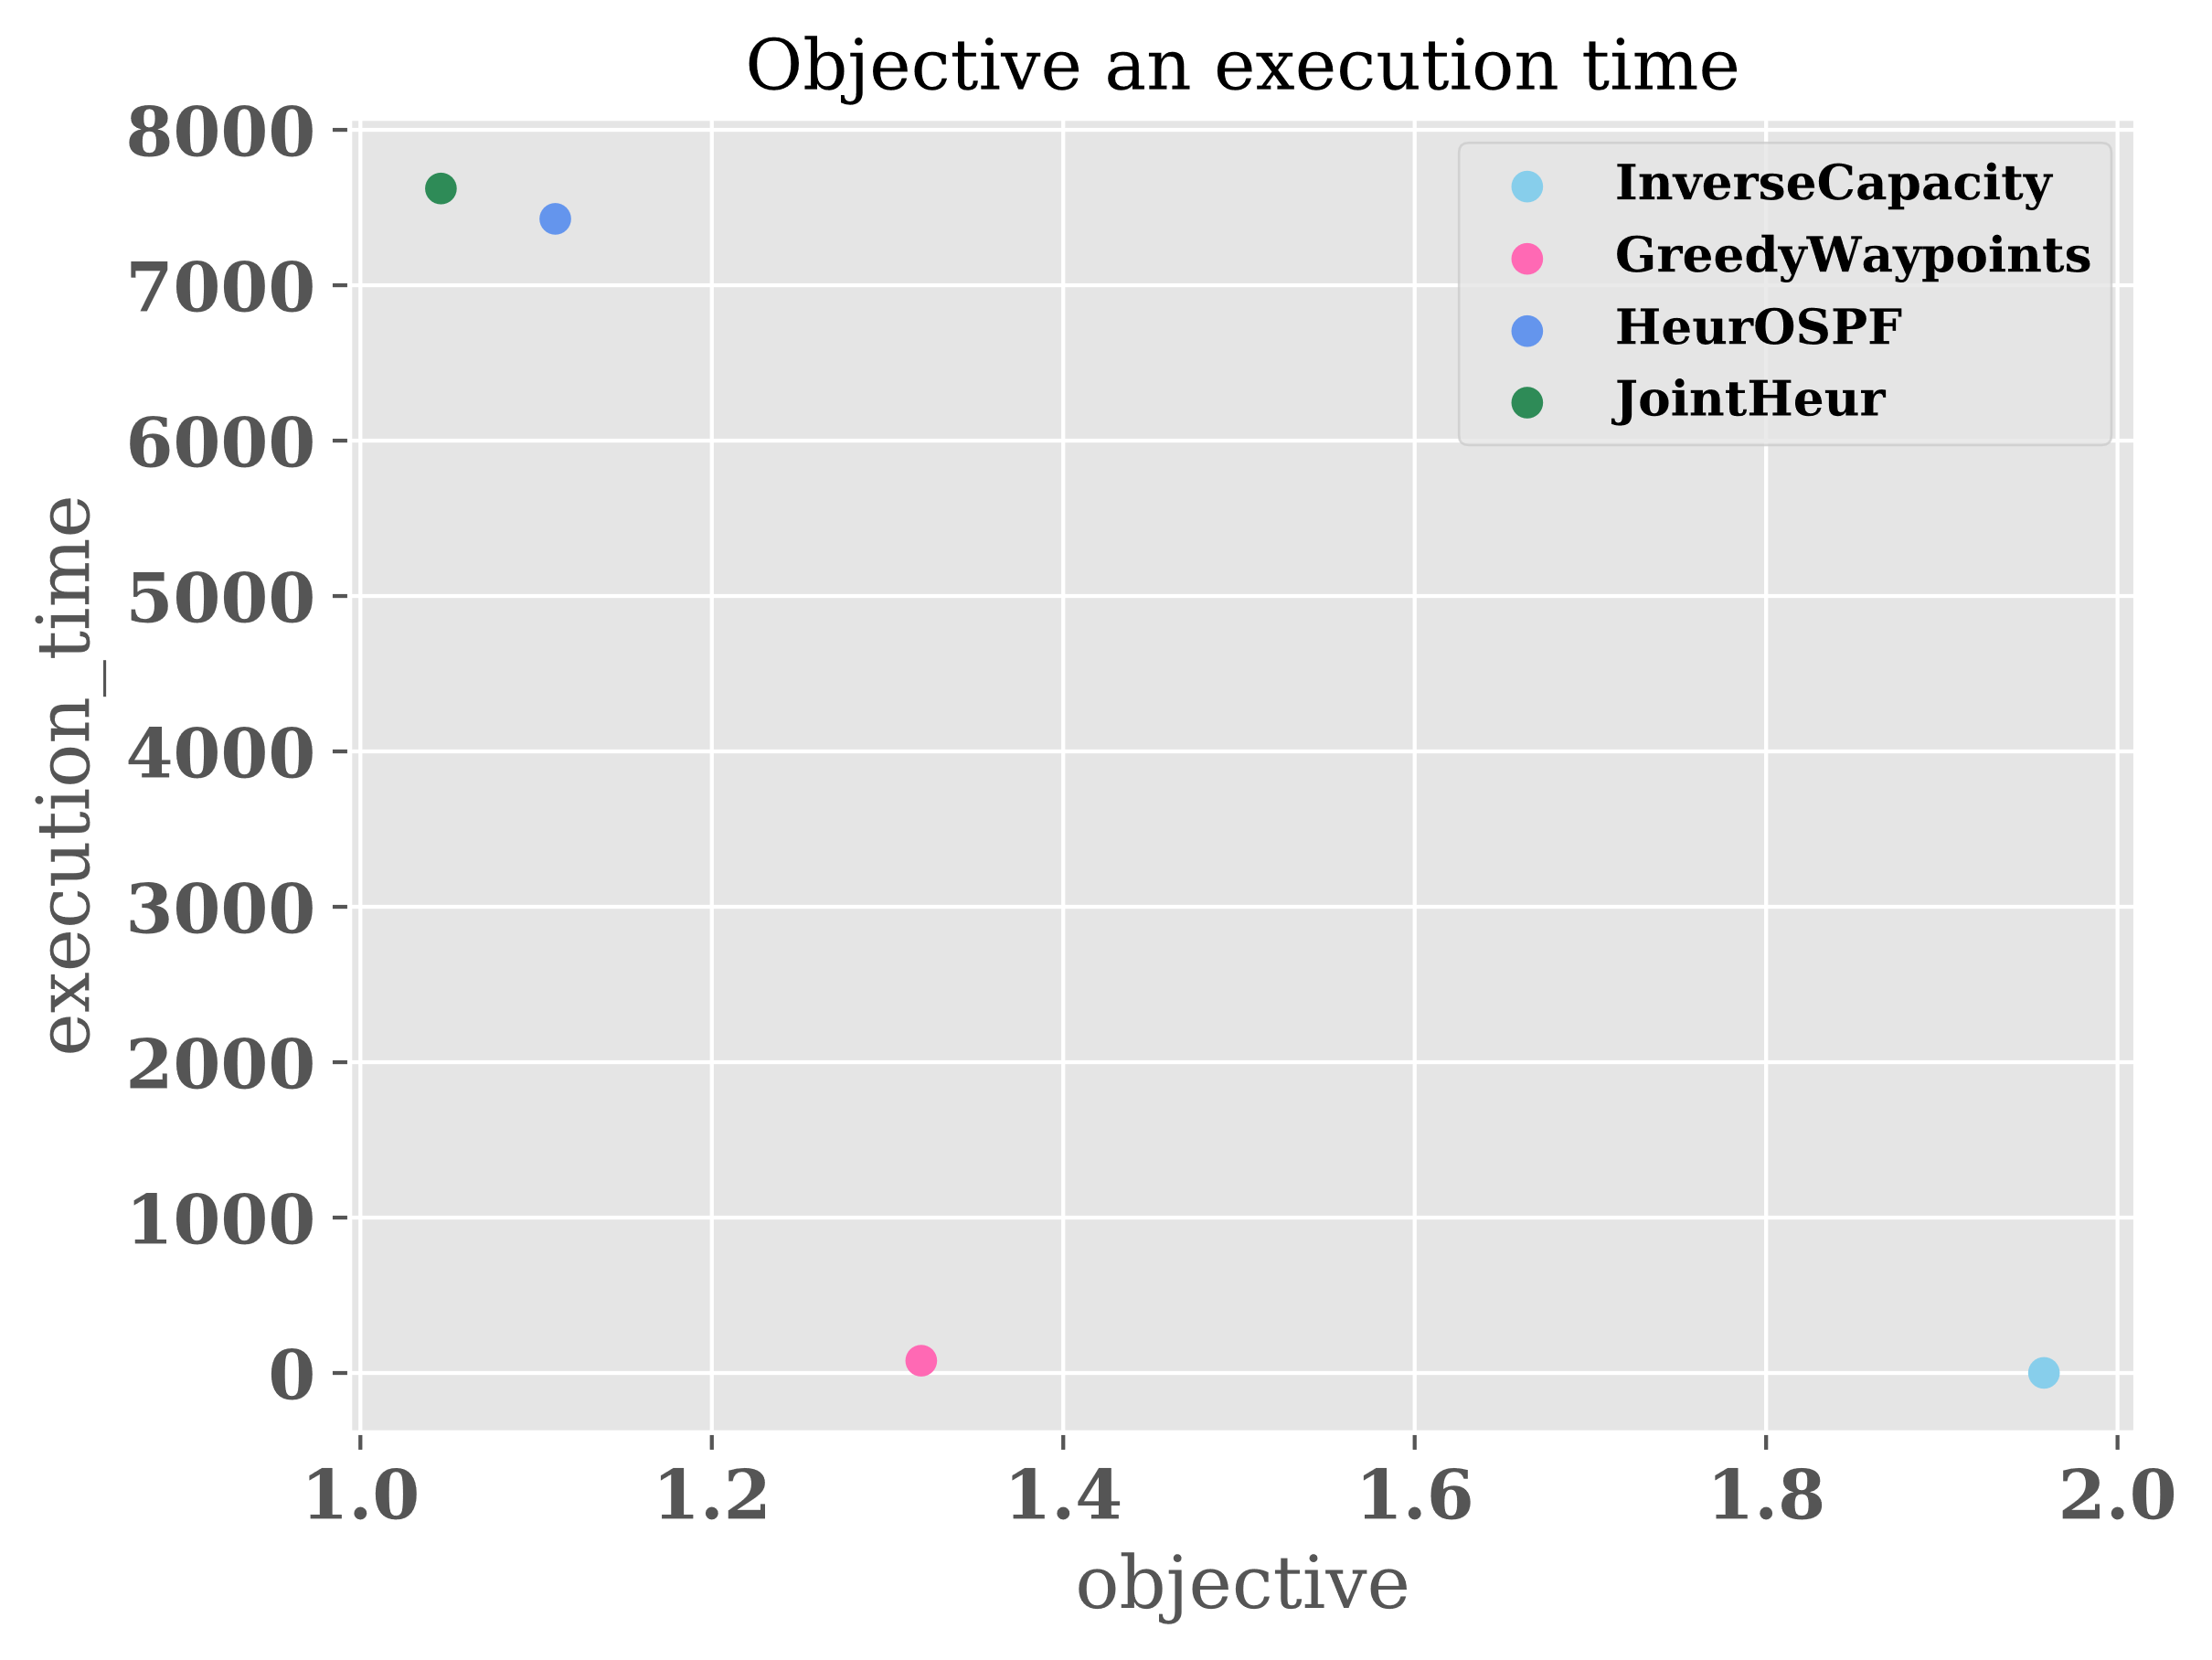 Objective an execution time
8000
7000
6000
5000
4000
3000
2000
1000
0
execution_time
InverseCapacity
GreedyWaypoints
HeurOSPF
JointHeur
1.0 1.2 1.4 1.6 1.8 2.0
objective